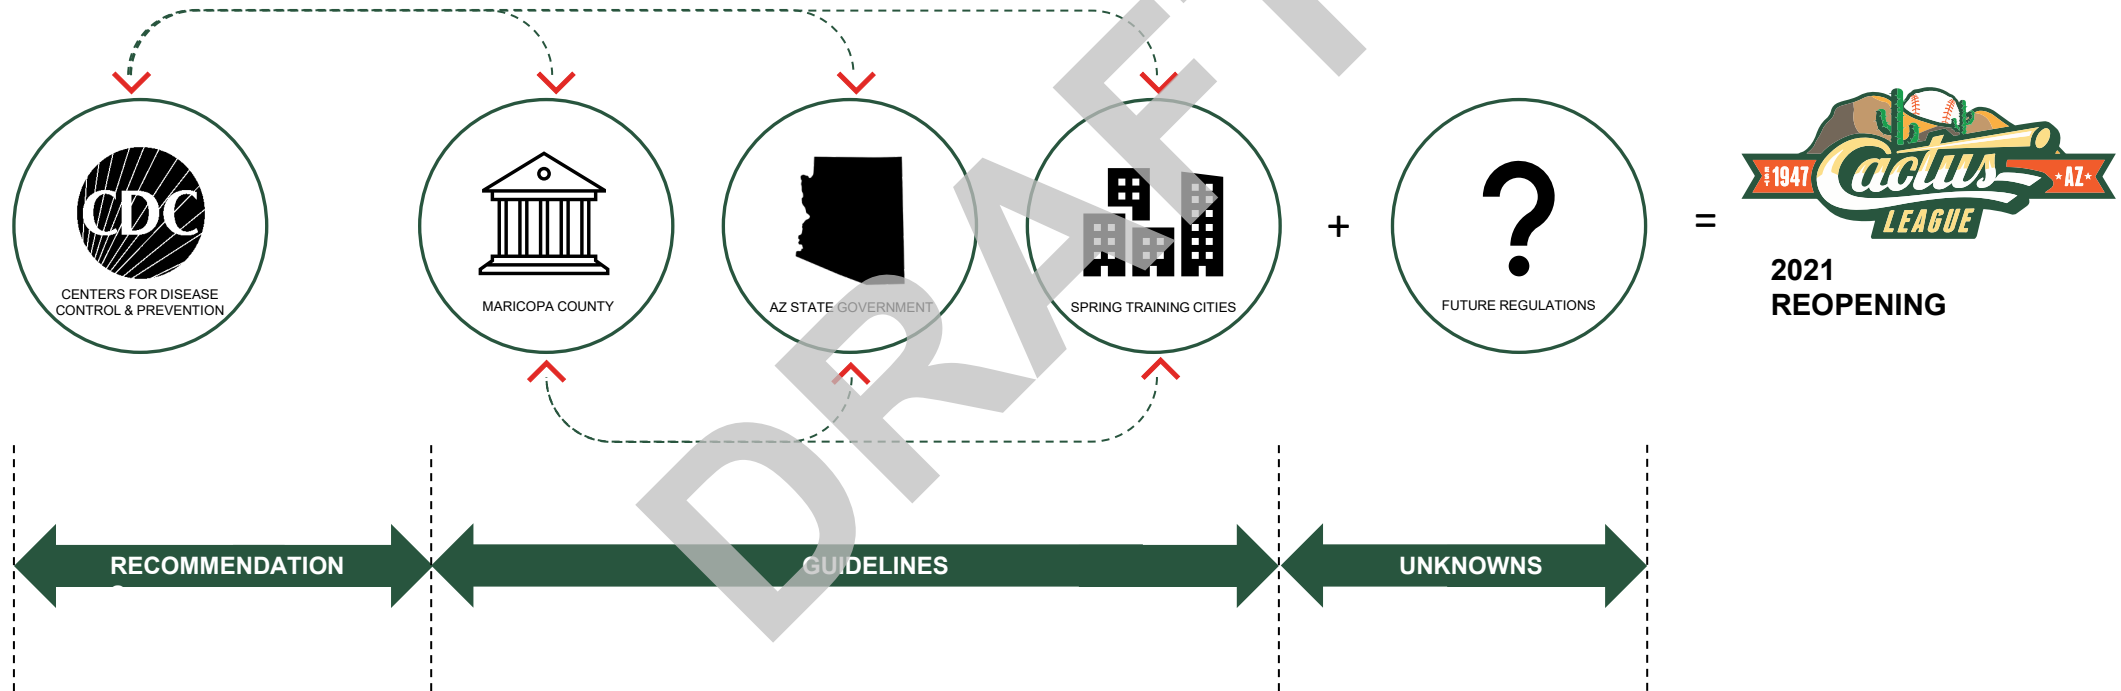 CDC
CENTERS FOR DISEASE
CONTROL & PREVENTION
MARICOPA COUNTY
AZ STATE GOVERNMENT
SPRING TRAINING CITIES
+
?
FUTURE REGULATIONS
=
EST 1947
Cactus
LEAGUE
AZ
2021
REOPENING
RECOMMENDATION
GUIDELINES
UNKNOWNS
DRAFT